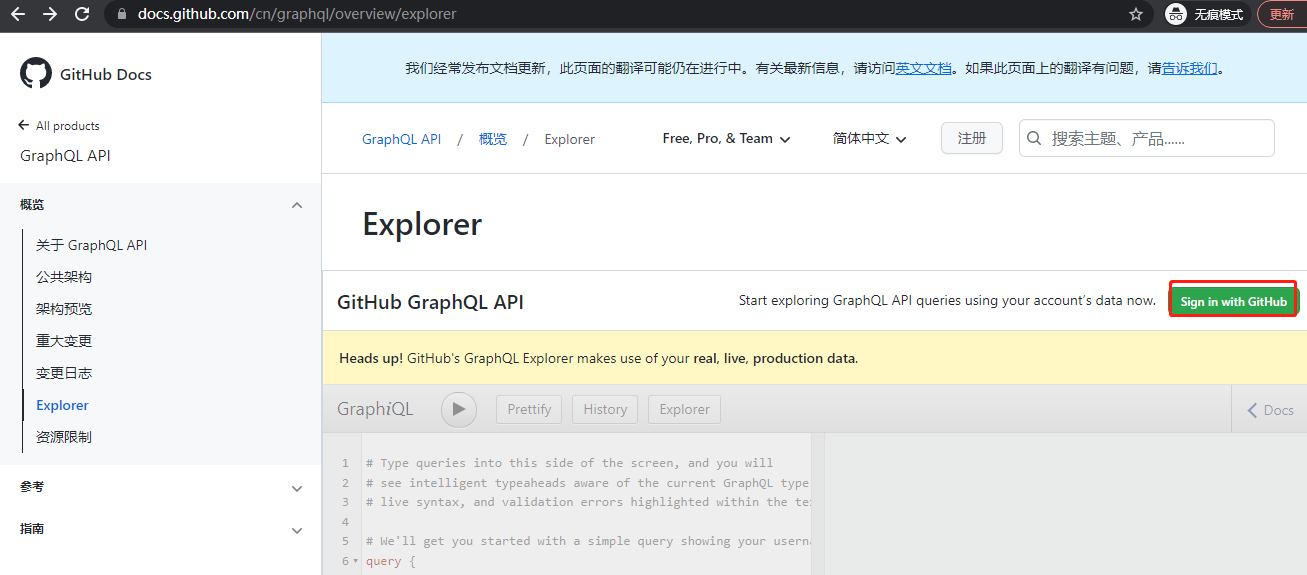 docs.github.com/cn/graphql/overview/explorer
无痕模式
更新
GitHub Docs
All products
GraphQL API
概览
关于 GraphQL API
公共架构
架构预览
重大变更
变更日志
Explorer
资源限制
参考
指南
我们经常发布文档更新，此页面的翻译可能仍在进行中。有关最新信息，请访问英文文档。如果此页面上的翻译有问题，请告诉我们。
GraphQL API / 概览 / Explorer
Free, Pro, & Team
简体中文
注册
搜索主题、产品......
Explorer
GitHub GraphQL API
Start exploring GraphQL API queries using your account's data now.
Sign in with GitHub
Heads up! GitHub's GraphQL Explorer makes use of your real, live, production data.
GraphiQL
Prettify
History
Explorer
Docs
1 # Type queries into this side of the screen, and you will
2 # see intelligent typeaheads aware of the current GraphQL type
3 # live syntax, and validation errors highlighted within the te
4
5 # We'll get you started with a simple query showing your userna
6 query {